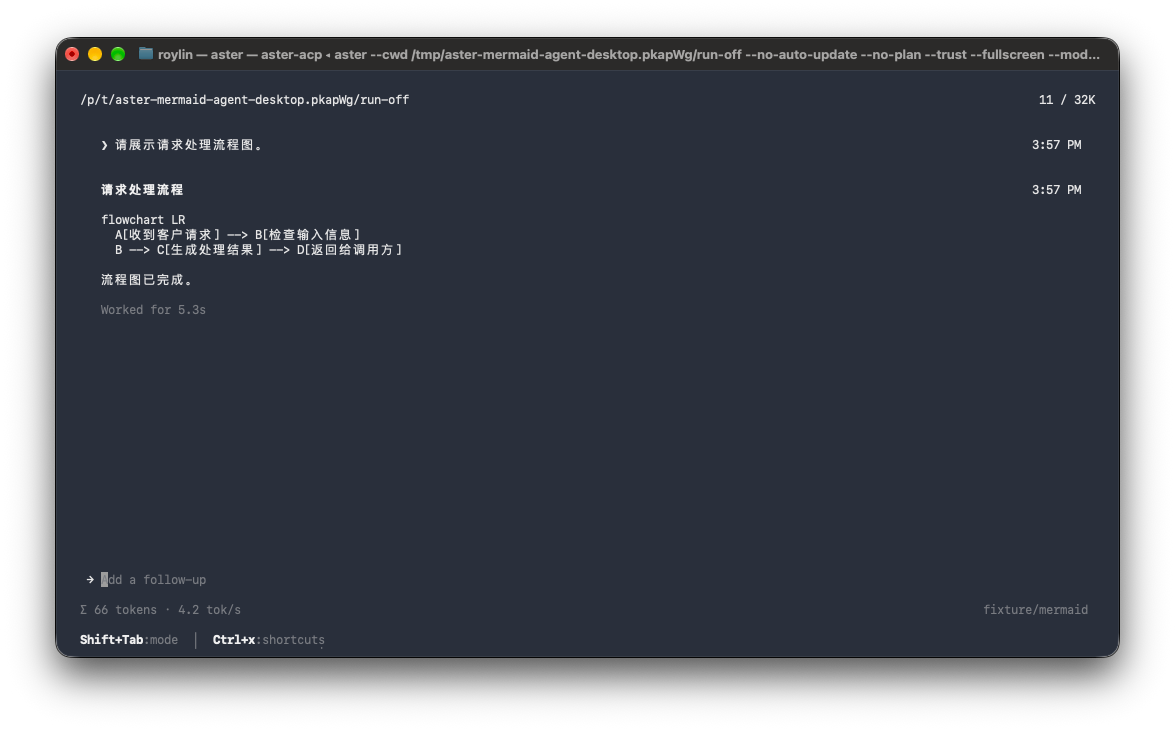 roylin — aster — aster-acp ◂ aster --cwd /tmp/aster-mermaid-agent-desktop.pkapWg/run-off --no-auto-update --no-plan --trust --fullscreen --mod...
/p/t/aster-mermaid-agent-desktop.pkapWg/run-off 11 / 32K
❯ 请展示请求处理流程图。 3:57 PM
请求处理流程 3:57 PM
flowchart LR
  A[收到客户请求] --> B[检查输入信息]
  B --> C[生成处理结果] --> D[返回给调用方]
流程图已完成。
Worked for 5.3s
→ Add a follow-up
Σ 66 tokens · 4.2 tok/s fixture/mermaid
Shift+Tab:mode │ Ctrl+x:shortcuts